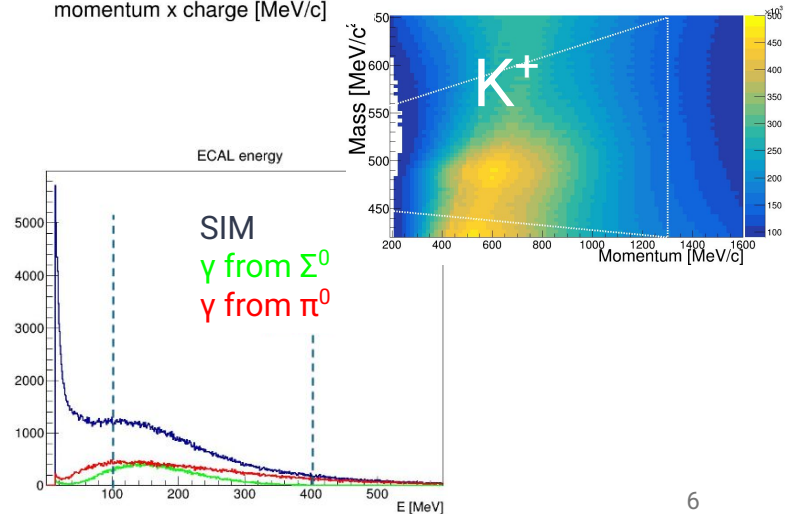 momentum x charge [MeV/c]
×10³
Mass [MeV/c²
650
600
550
500
450
K⁺
500
450
400
350
300
250
200
150
100
200 400 600 800 1000 1200 1400 1600
Momentum [MeV/c]
ECAL energy
5000
4000
3000
2000
1000
0
SIM
γ from Σ⁰
γ from π⁰
100 200 300 400 500
E [MeV]
6